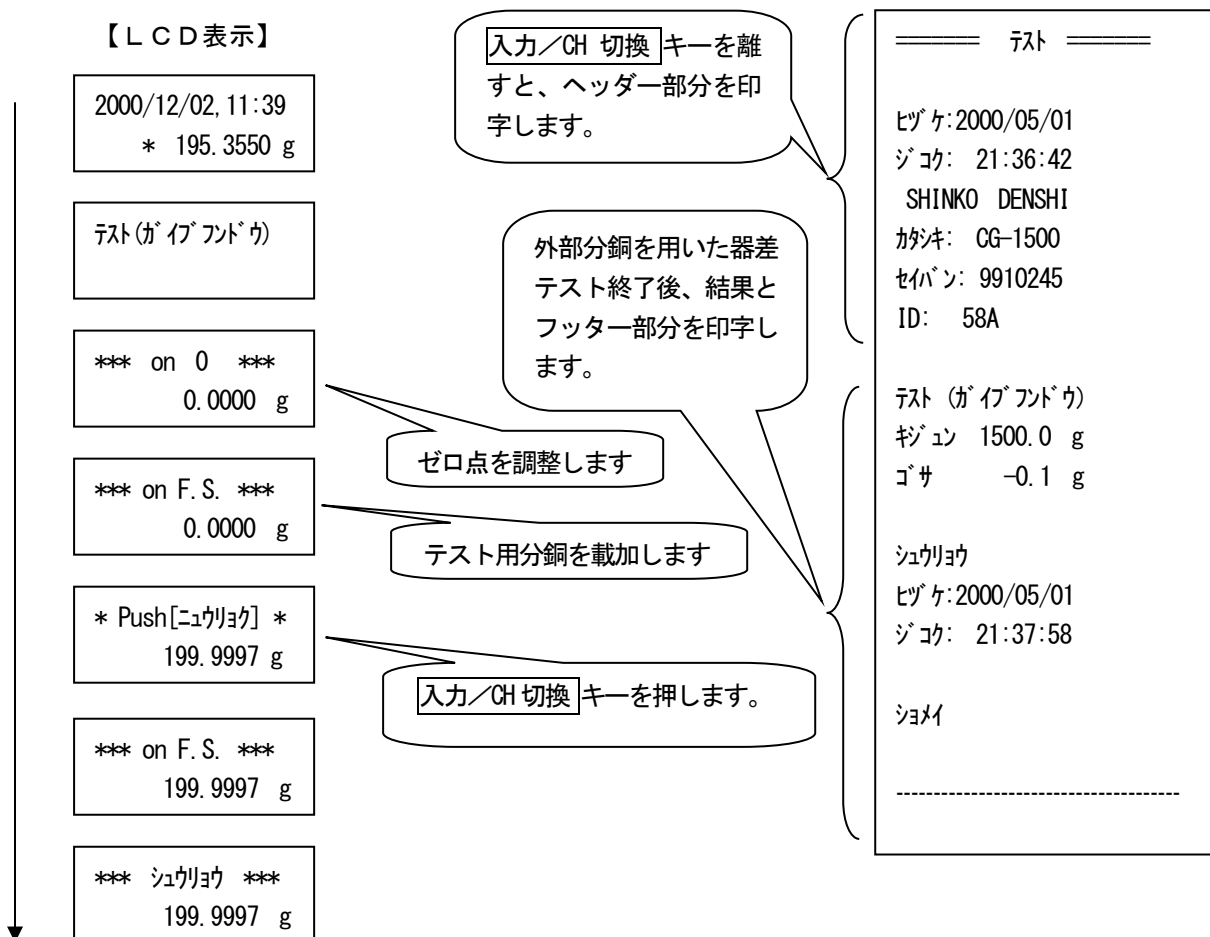 【ＬＣＤ表示】
2000/12/02,11:39
* 195.3550 g
ﾃｽﾄ(ｶﾞｲﾌﾞﾌﾝﾄﾞｳ)
*** on 0 ***
0.0000 g
*** on F.S. ***
0.0000 g
* Push[ﾆｭｳﾘｮｸ] *
199.9997 g
*** on F.S. ***
199.9997 g
*** ｼｭｳﾘｮｳ ***
199.9997 g
入力／CH 切換 キーを離
すと、ヘッダー部分を印
字します。
外部分銅を用いた器差
テスト終了後、結果と
フッター部分を印字し
ます。
ゼロ点を調整します
テスト用分銅を載加します
入力／CH 切換 キーを押します。
======= ﾃｽﾄ =======
ﾋﾂﾞｹ:2000/05/01
ｼﾞｺｸ: 21:36:42
SHINKO DENSHI
ｶﾀｼｷ: CG-1500
ｾｲﾊﾞﾝ: 9910245
ID: 58A
ﾃｽﾄ (ｶﾞｲﾌﾞﾌﾝﾄﾞｳ)
ｷｼﾞｭﾝ 1500.0 g
ｺﾞｻ -0.1 g
ｼｭｳﾘｮｳ
ﾋﾂﾞｹ:2000/05/01
ｼﾞｺｸ: 21:37:58
ｼｮﾒｲ
--------------------------------------